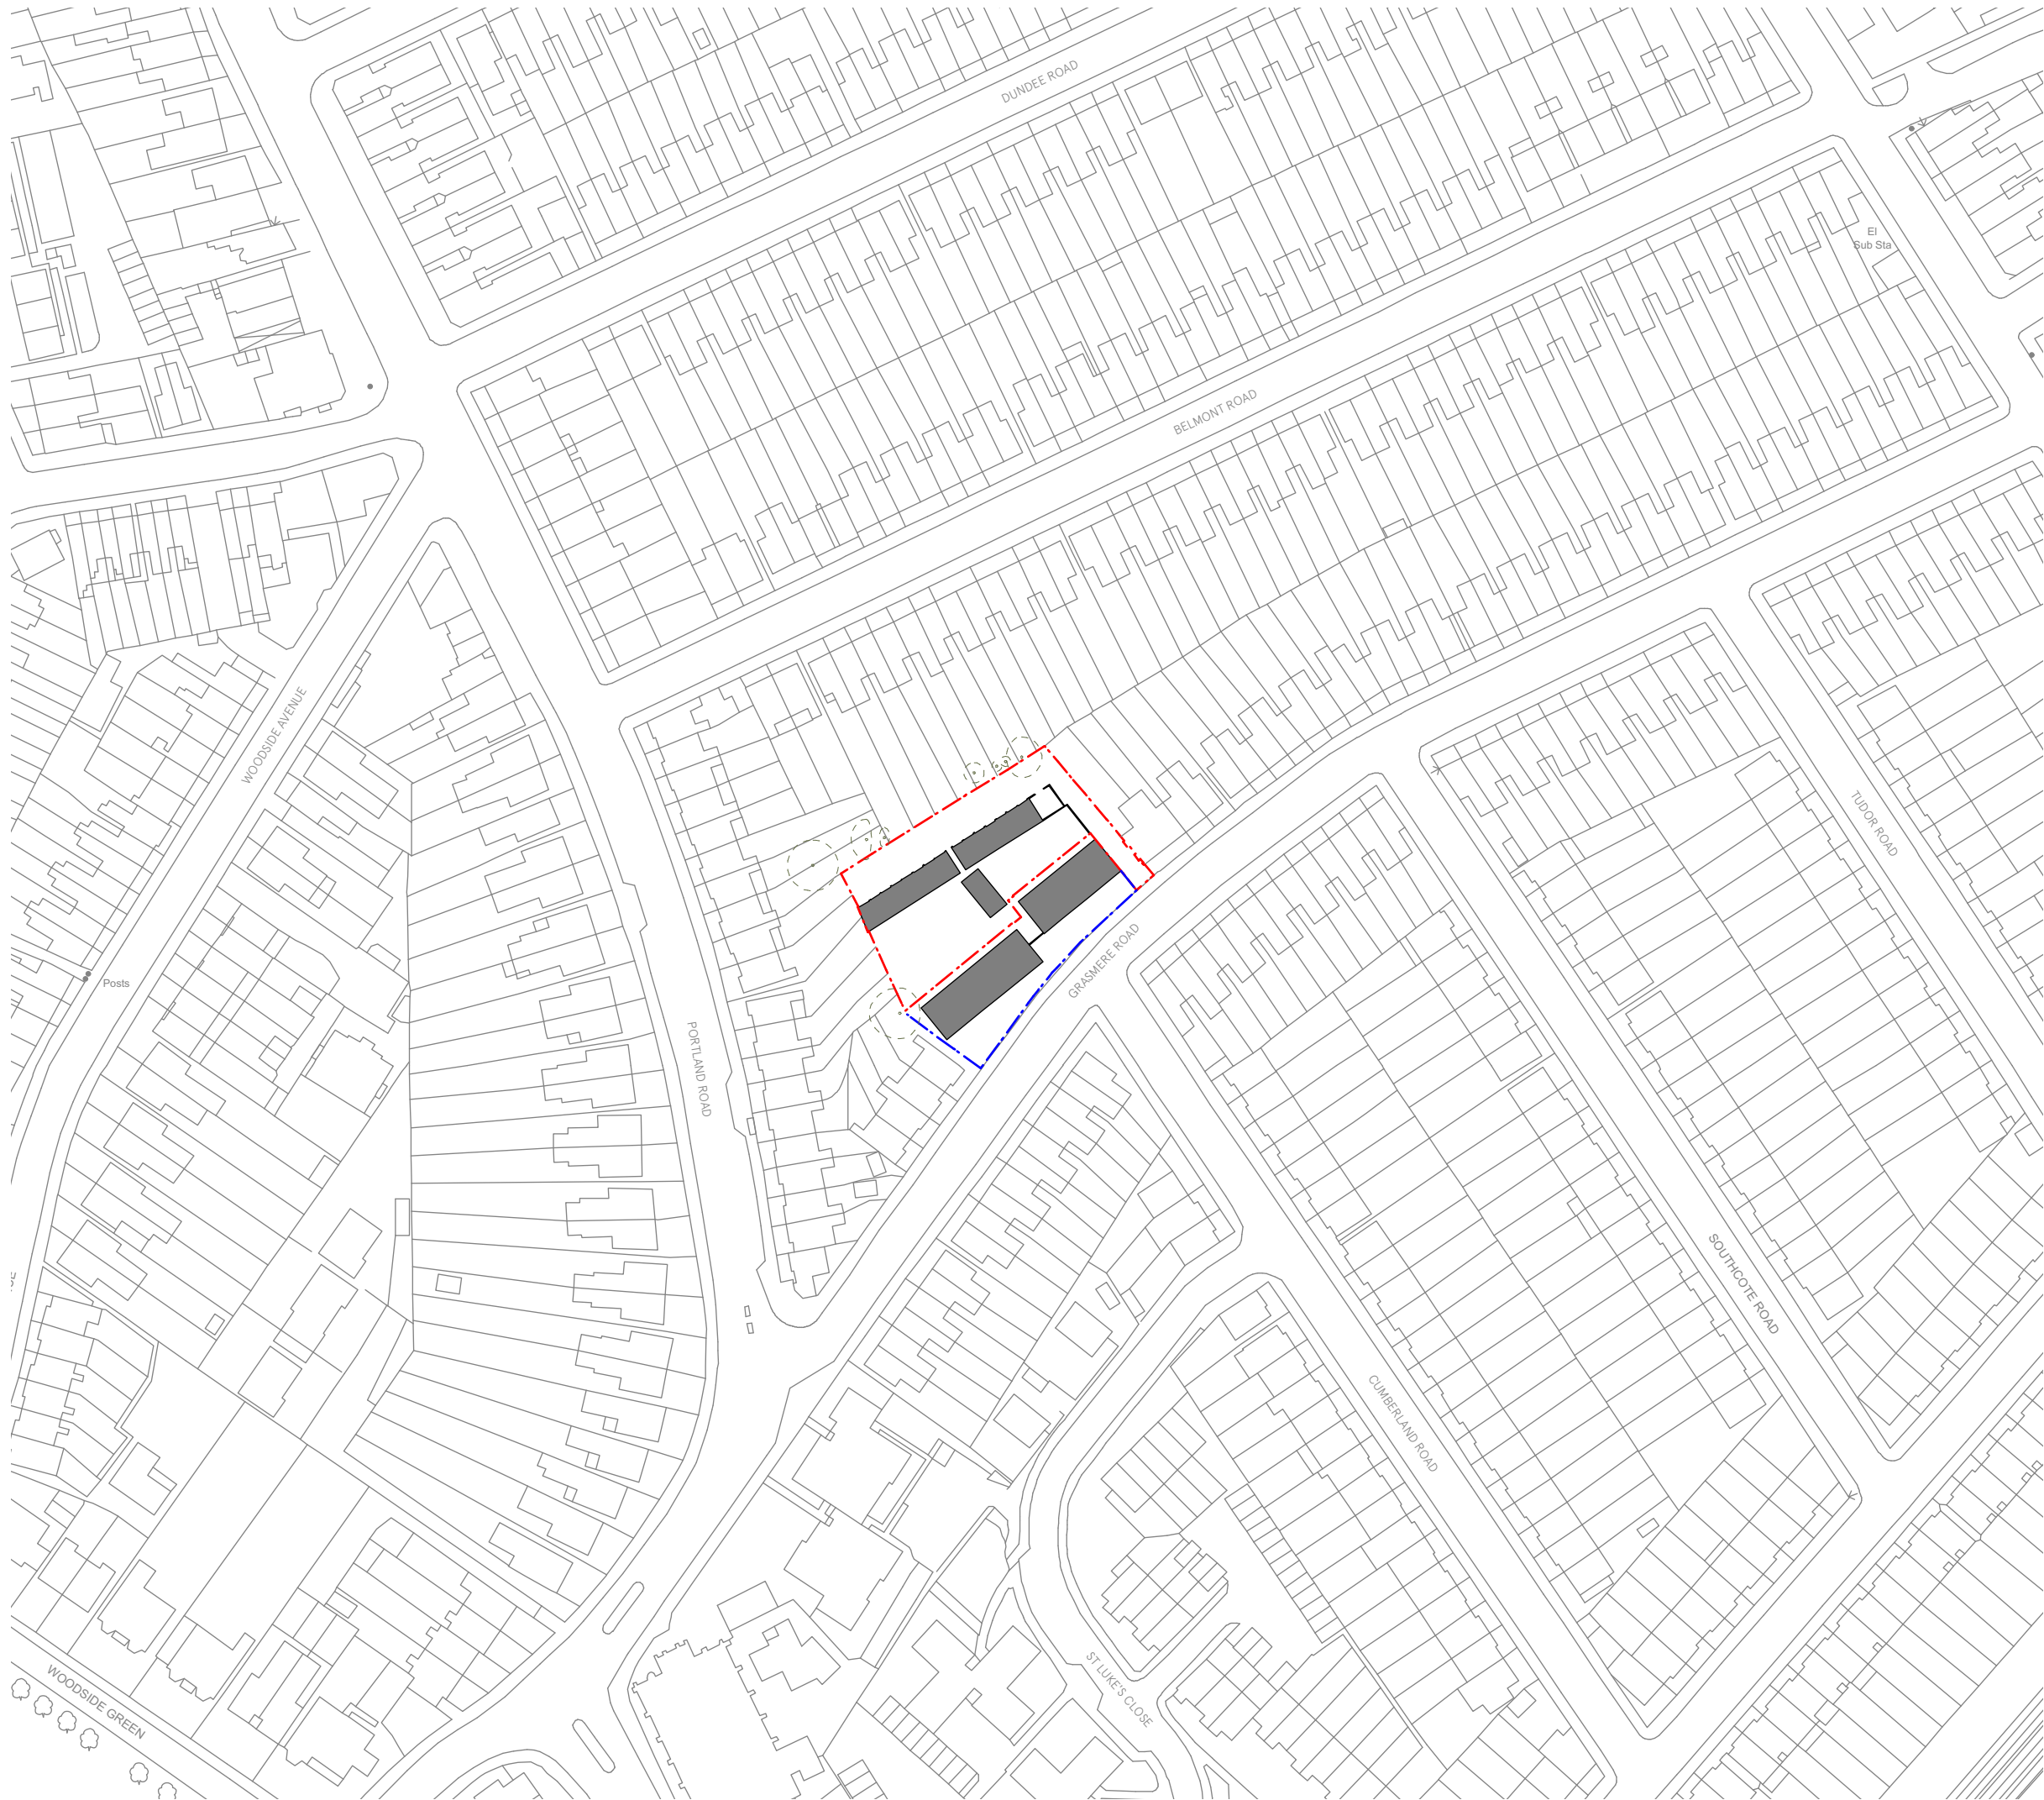 DUNDEE ROAD
El
Sub Sta
BELMONT ROAD
WOODSIDE AVENUE
TUDOR ROAD
GRASMERE ROAD
Posts
PORTLAND ROAD
SOUTHCOTE ROAD
CUMBERLAND ROAD
ST LUKE'S CLOSE
WOODSIDE GREEN